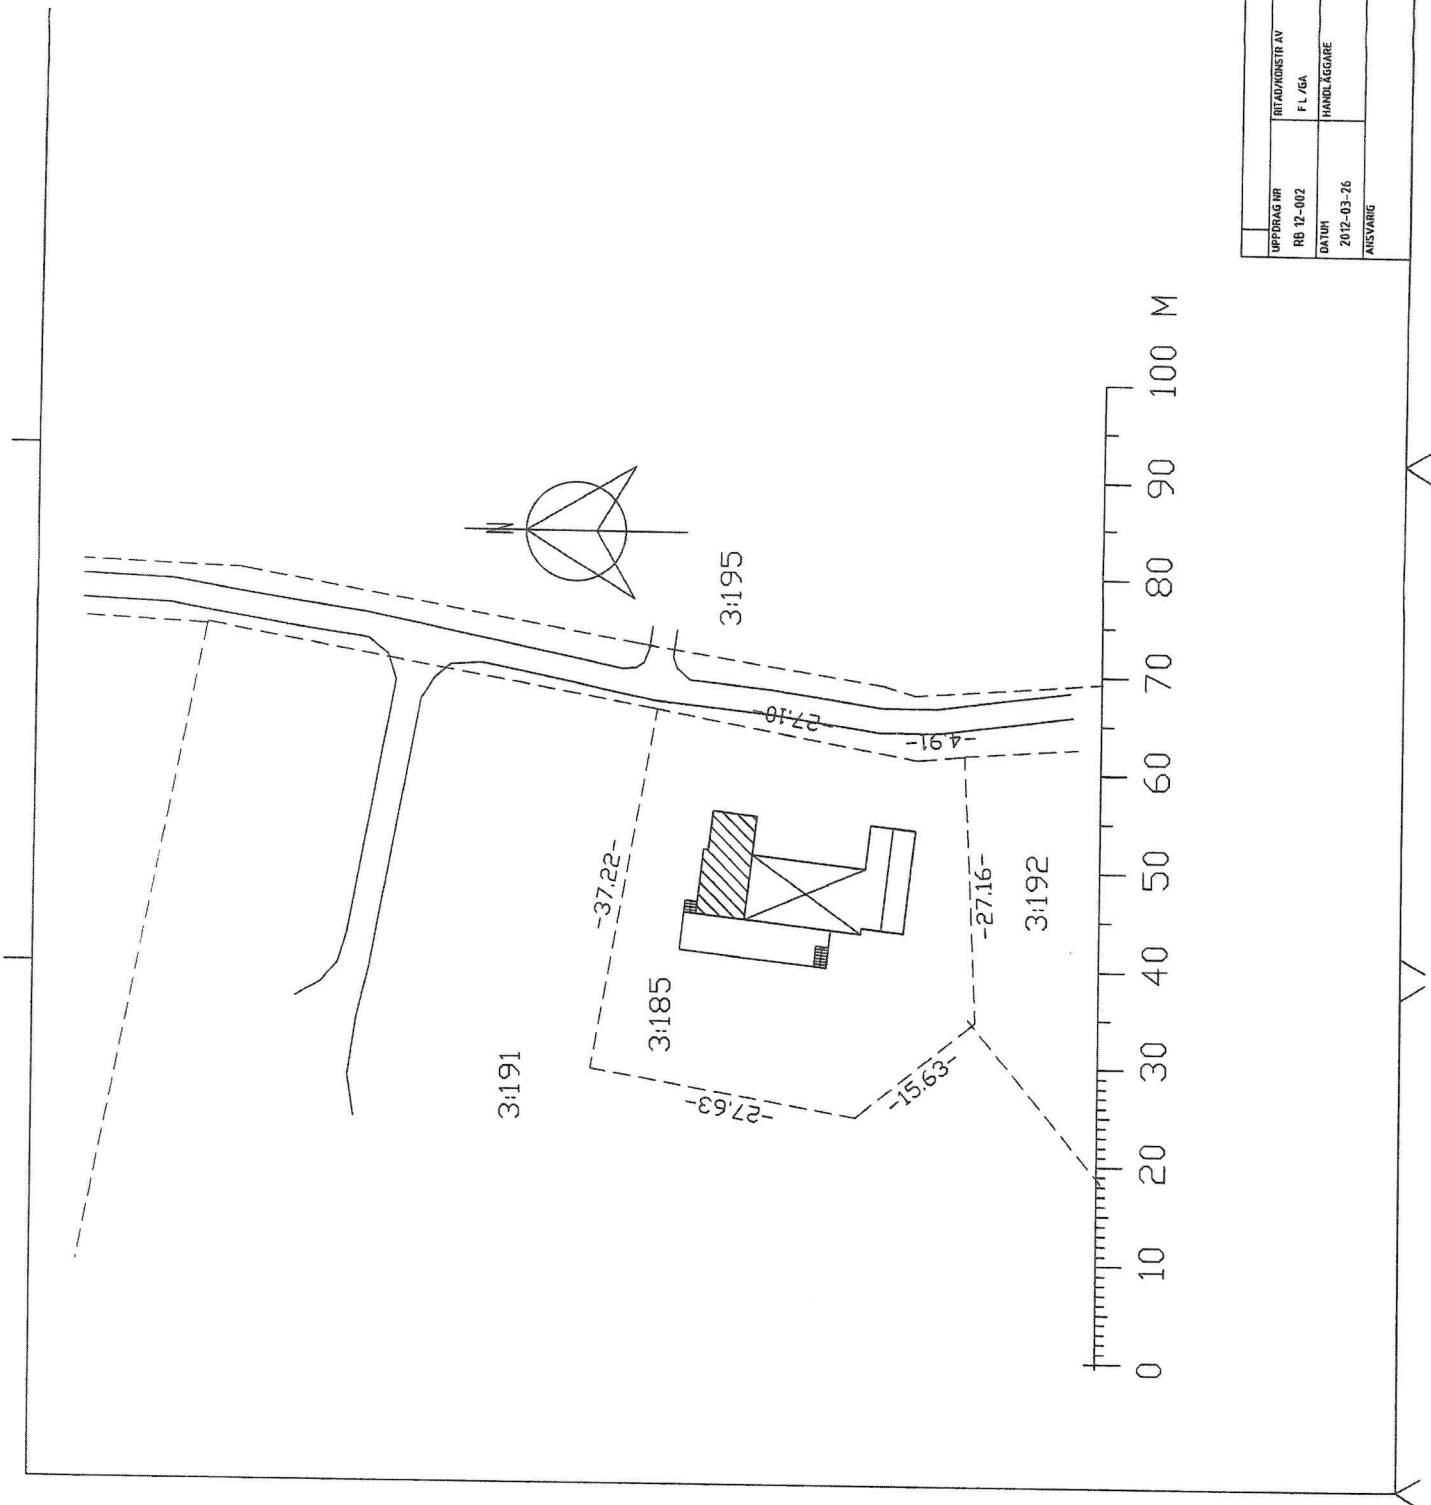 N
3:195
3:191
3:185
3:192
-37.22-
-27.10-
-4.91-
-27.16-
-15.63-
-27.63-
0 10 20 30 40 50 60 70 80 90 100 M
UPPDRAG NR
RB 12-002
RITAD/KONSTR AV
F L /GA
DATUM
2012-03-26
HANDLÄGGARE
ANSVARIG